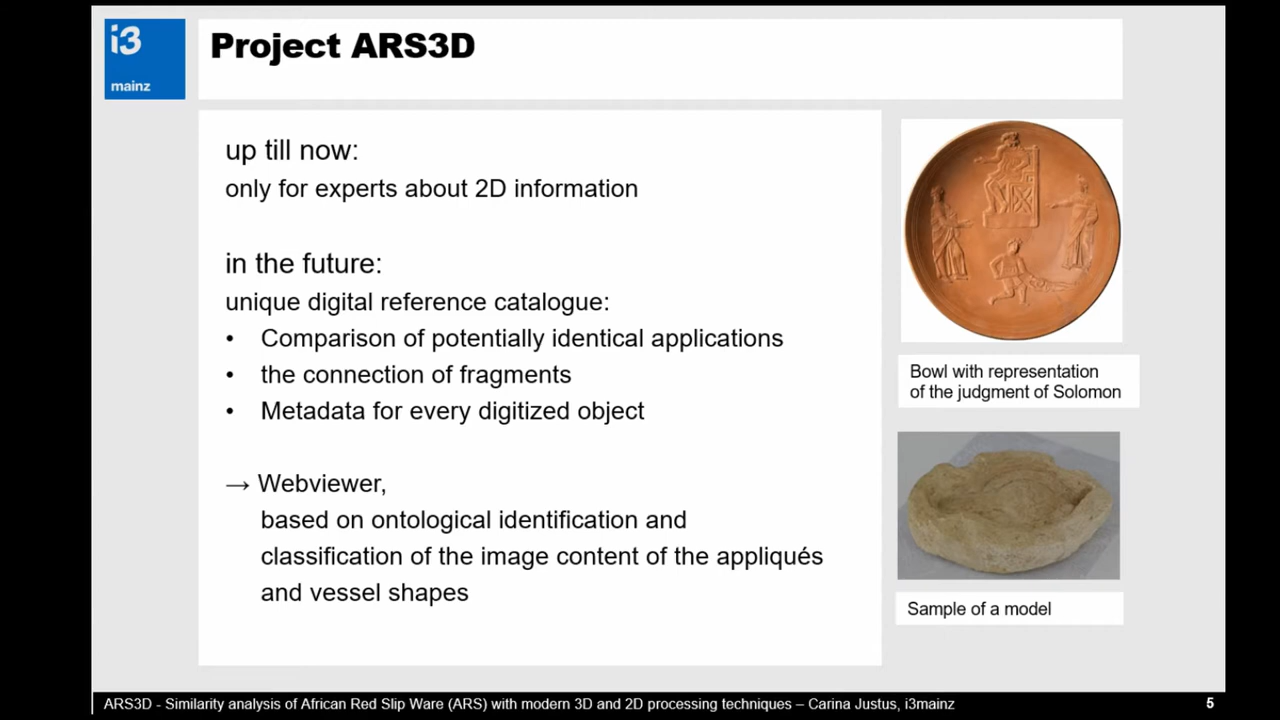 i3
mainz
Project ARS3D
up till now:
only for experts about 2D information
in the future:
unique digital reference catalogue:
• Comparison of potentially identical applications
• the connection of fragments
• Metadata for every digitized object
→ Webviewer,
based on ontological identification and
classification of the image content of the appliqués
and vessel shapes
Bowl with representation
of the judgment of Solomon
Sample of a model
ARS3D - Similarity analysis of African Red Slip Ware (ARS) with modern 3D and 2D processing techniques – Carina Justus, i3mainz
5